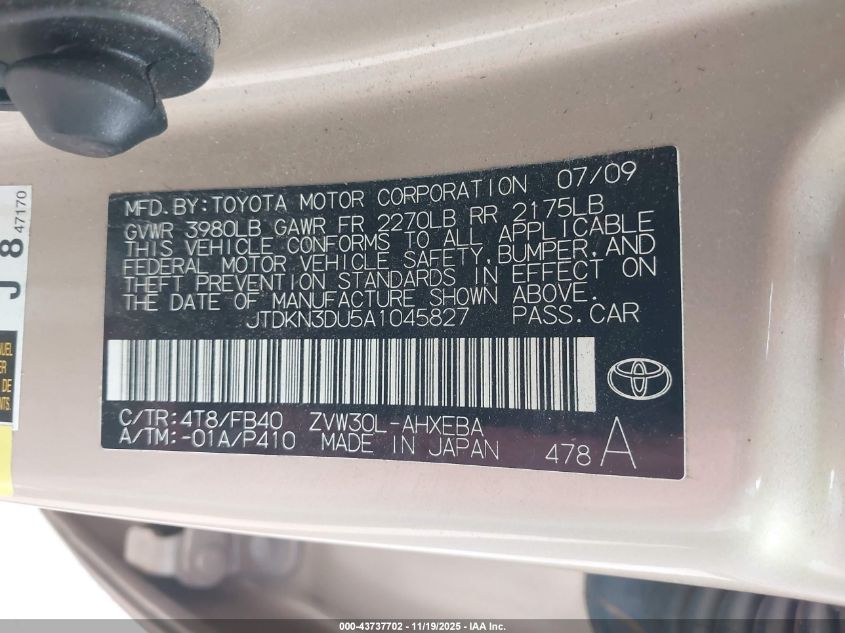 MFD.BY:TOYOTA MOTOR CORPORATION 07/09
GVWR 3980LB GAWR FR 2270LB RR 2175LB
THIS VEHICLE CONFORMS TO ALL APPLICABLE
FEDERAL MOTOR VEHICLE SAFETY,BUMPER,AND
THEFT PREVENTION STANDARDS IN EFFECT ON
THE DATE OF MANUFACTURE SHOWN ABOVE.
JTDKN3DU5A1045827 PASS.CAR
C/TR:4T8/FB40 ZVW30L-AHXEBA
A/TM:-01A/P410 MADE IN JAPAN 478 A
J 8 47170
DE
000-43737702 - 11/19/2025 - IAA Inc.